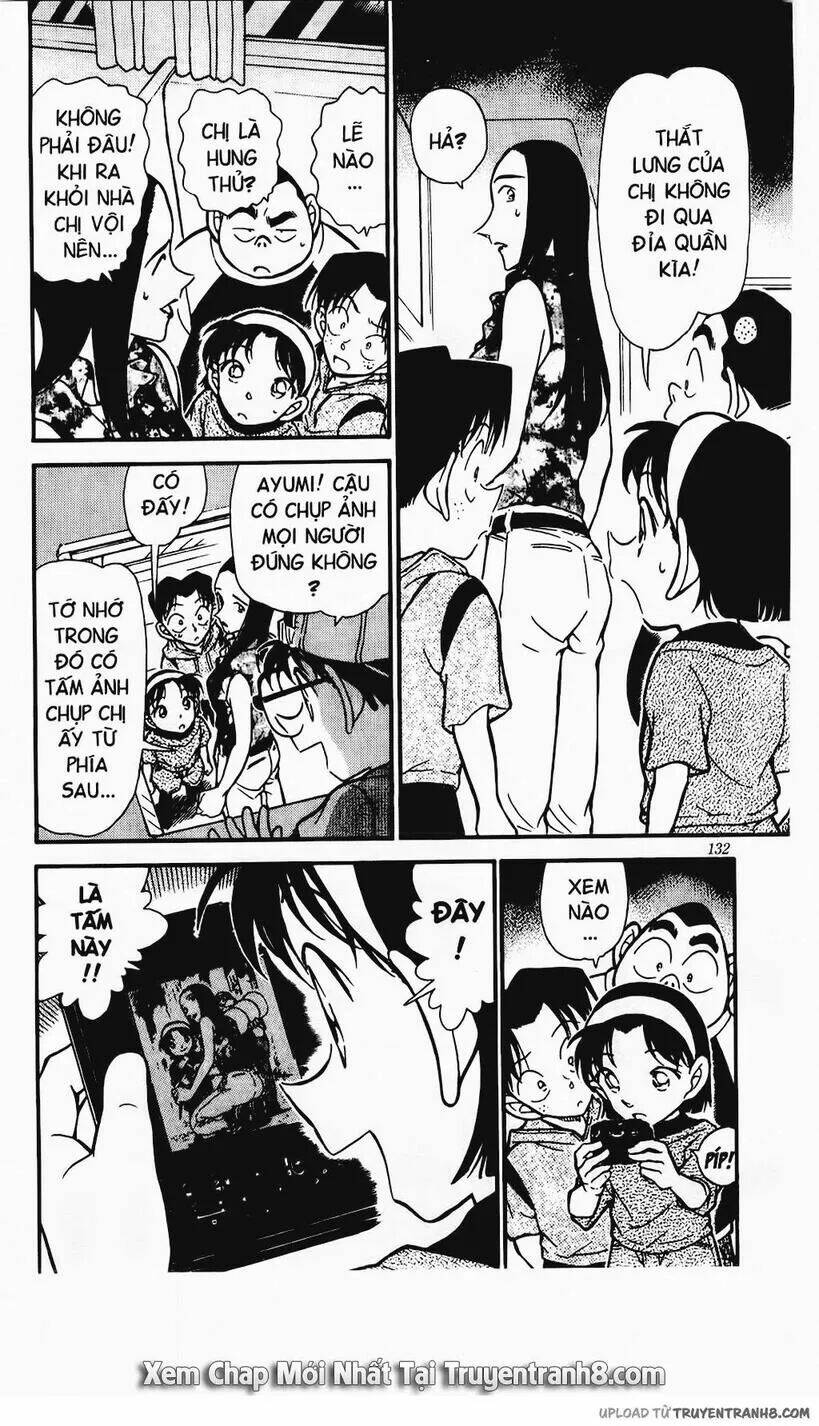 THẮT
LƯNG CỦA
CHỊ KHÔNG
ĐI QUA
ĐỈA QUẦN
KÌA!
HẢ?
LẼ
NÀO
...
CHỊ LÀ
HUNG
THỦ?
KHÔNG
PHẢI ĐÂU!
KHI RA
KHỎI NHÀ
CHỊ VỘI
NÊN...
AYUMI! CẬU
CÓ CHỤP ẢNH
MỌI NGƯỜI
ĐÚNG KHÔNG
?
CÓ
ĐẤY!
TỚ NHỚ
TRONG
ĐÓ CÓ
TẤM ẢNH
CHỤP CHỊ
ẤY TỪ
PHÍA
SAU...
132
XEM
NÀO
...
PÍP!
ĐÂY
!
LÀ
TẤM
NÀY
!!
Xem Chap Mới Nhất Tại Truyentranh8.com
UPLOAD TỪ TRUYENTRANH8.COM